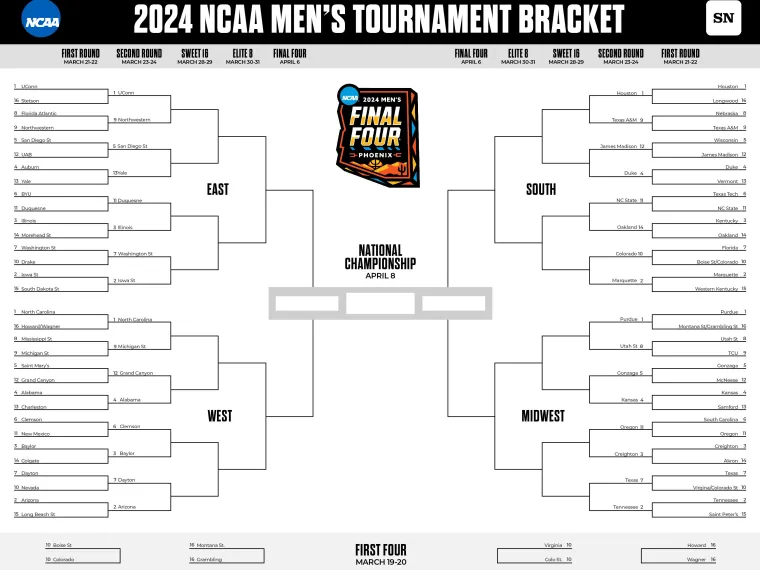 NCAA
2024 NCAA MEN'S TOURNAMENT BRACKET
SN
FIRST ROUND
MARCH 21-22
SECOND ROUND
MARCH 23-24
SWEET 16
MARCH 28-29
ELITE 8
MARCH 30-31
FINAL FOUR
APRIL 6
FINAL FOUR
APRIL 6
ELITE 8
MARCH 30-31
SWEET 16
MARCH 28-29
SECOND ROUND
MARCH 23-24
FIRST ROUND
MARCH 21-22
1 UConn
16 Stetson
8 Florida Atlantic
9 Northwestern
5 San Diego St
12 UAB
4 Auburn
13 Yale
6 BYU
11 Duquesne
3 Illinois
14 Morehead St
7 Washington St
10 Drake
2 Iowa St
15 South Dakota St
1 UConn
9 Northwestern
5 San Diego St
13 Yale
11 Duquesne
3 Illinois
7 Washington St
2 Iowa St
EAST
1 North Carolina
16 Howard/Wagner
8 Mississippi St
9 Michigan St
5 Saint Mary's
12 Grand Canyon
4 Alabama
13 Charleston
6 Clemson
11 New Mexico
3 Baylor
14 Colgate
7 Dayton
10 Nevada
2 Arizona
15 Long Beach St
1 North Carolina
9 Michigan St
12 Grand Canyon
4 Alabama
6 Clemson
3 Baylor
7 Dayton
2 Arizona
WEST
NCAA
2024 MEN'S
FINAL
FOUR
PHOENIX
NATIONAL
CHAMPIONSHIP
APRIL 8
Houston 1
Texas A&M 9
James Madison 12
Duke 4
NC State 11
Oakland 14
Colorado 10
Marquette 2
SOUTH
Houston 1
Longwood 16
Nebraska 8
Texas A&M 9
Wisconsin 5
James Madison 12
Duke 4
Vermont 13
Texas Tech 6
NC State 11
Kentucky 3
Oakland 14
Florida 7
Boise St/Colorado 10
Marquette 2
Western Kentucky 15
Purdue 1
Utah St 8
Gonzaga 5
Kansas 4
Oregon 11
Creighton 3
Texas 7
Tennessee 2
MIDWEST
Purdue 1
Montana St/Grambling St 16
Utah St 8
TCU 9
Gonzaga 5
McNeese 12
Kansas 4
Samford 13
South Carolina 6
Oregon 11
Creighton 3
Akron 14
Texas 7
Virgina/Colorado St 10
Tennessee 2
Saint Peter's 15
10 Boise St
10 Colorado
16 Montana St.
16 Grambling
FIRST FOUR
MARCH 19-20
Virginia 10
Colo St. 10
Howard 16
Wagner 16